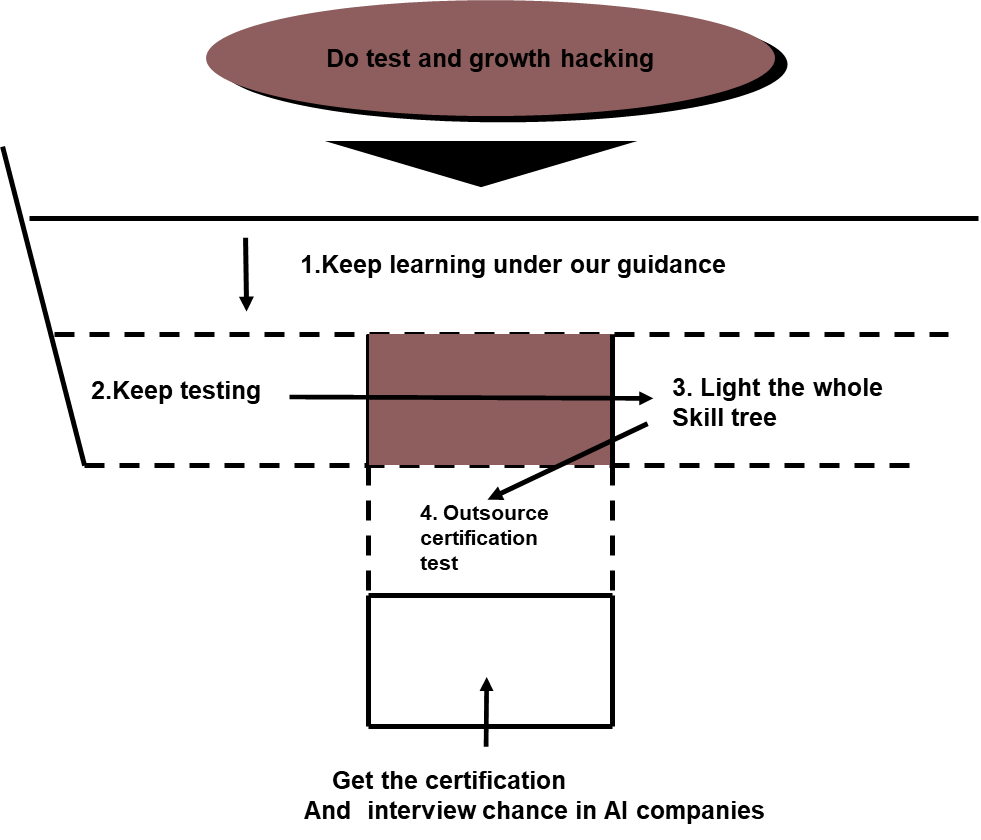 Do test and growth hacking
1.Keep learning under our guidance
2.Keep testing
3. Light the whole
Skill tree
4. Outsource
certification
test
Get the certification
And interview chance in AI companies